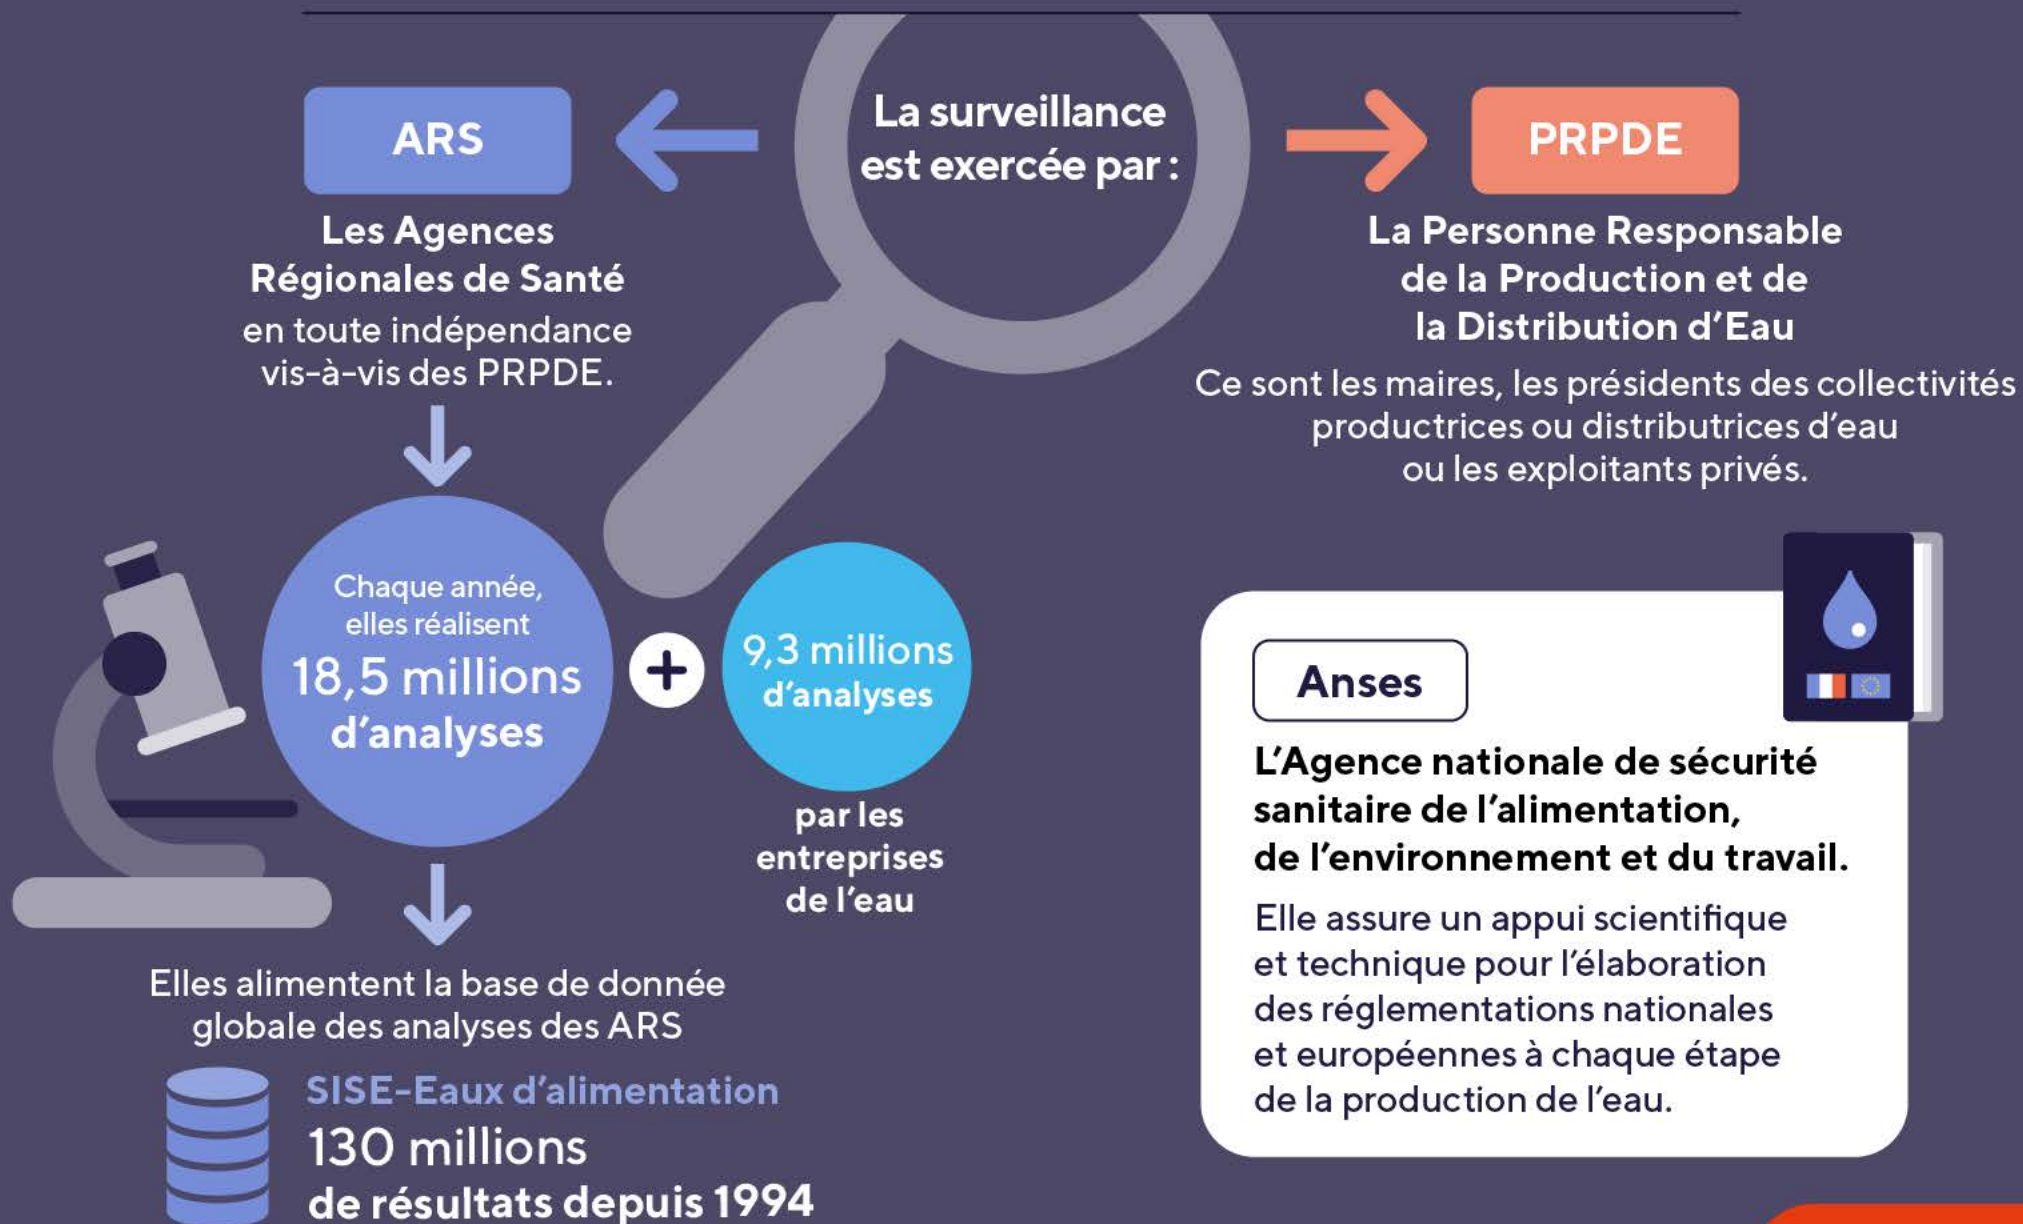 La surveillance
est exercée par :
ARS
Les Agences
Régionales de Santé
en toute indépendance
vis-à-vis des PRPDE.
Chaque année,
elles réalisent
18,5 millions
d'analyses
+
9,3 millions
d'analyses
par les
entreprises
de l'eau
Elles alimentent la base de donnée
globale des analyses des ARS
SISE-Eaux d'alimentation
130 millions
de résultats depuis 1994
PRPDE
La Personne Responsable
de la Production et de
la Distribution d'Eau
Ce sont les maires, les présidents des collectivités
productrices ou distributrices d'eau
ou les exploitants privés.
Anses
L'Agence nationale de sécurité
sanitaire de l'alimentation,
de l'environnement et du travail.
Elle assure un appui scientifique
et technique pour l'élaboration
des réglementations nationales
et européennes à chaque étape
de la production de l'eau.